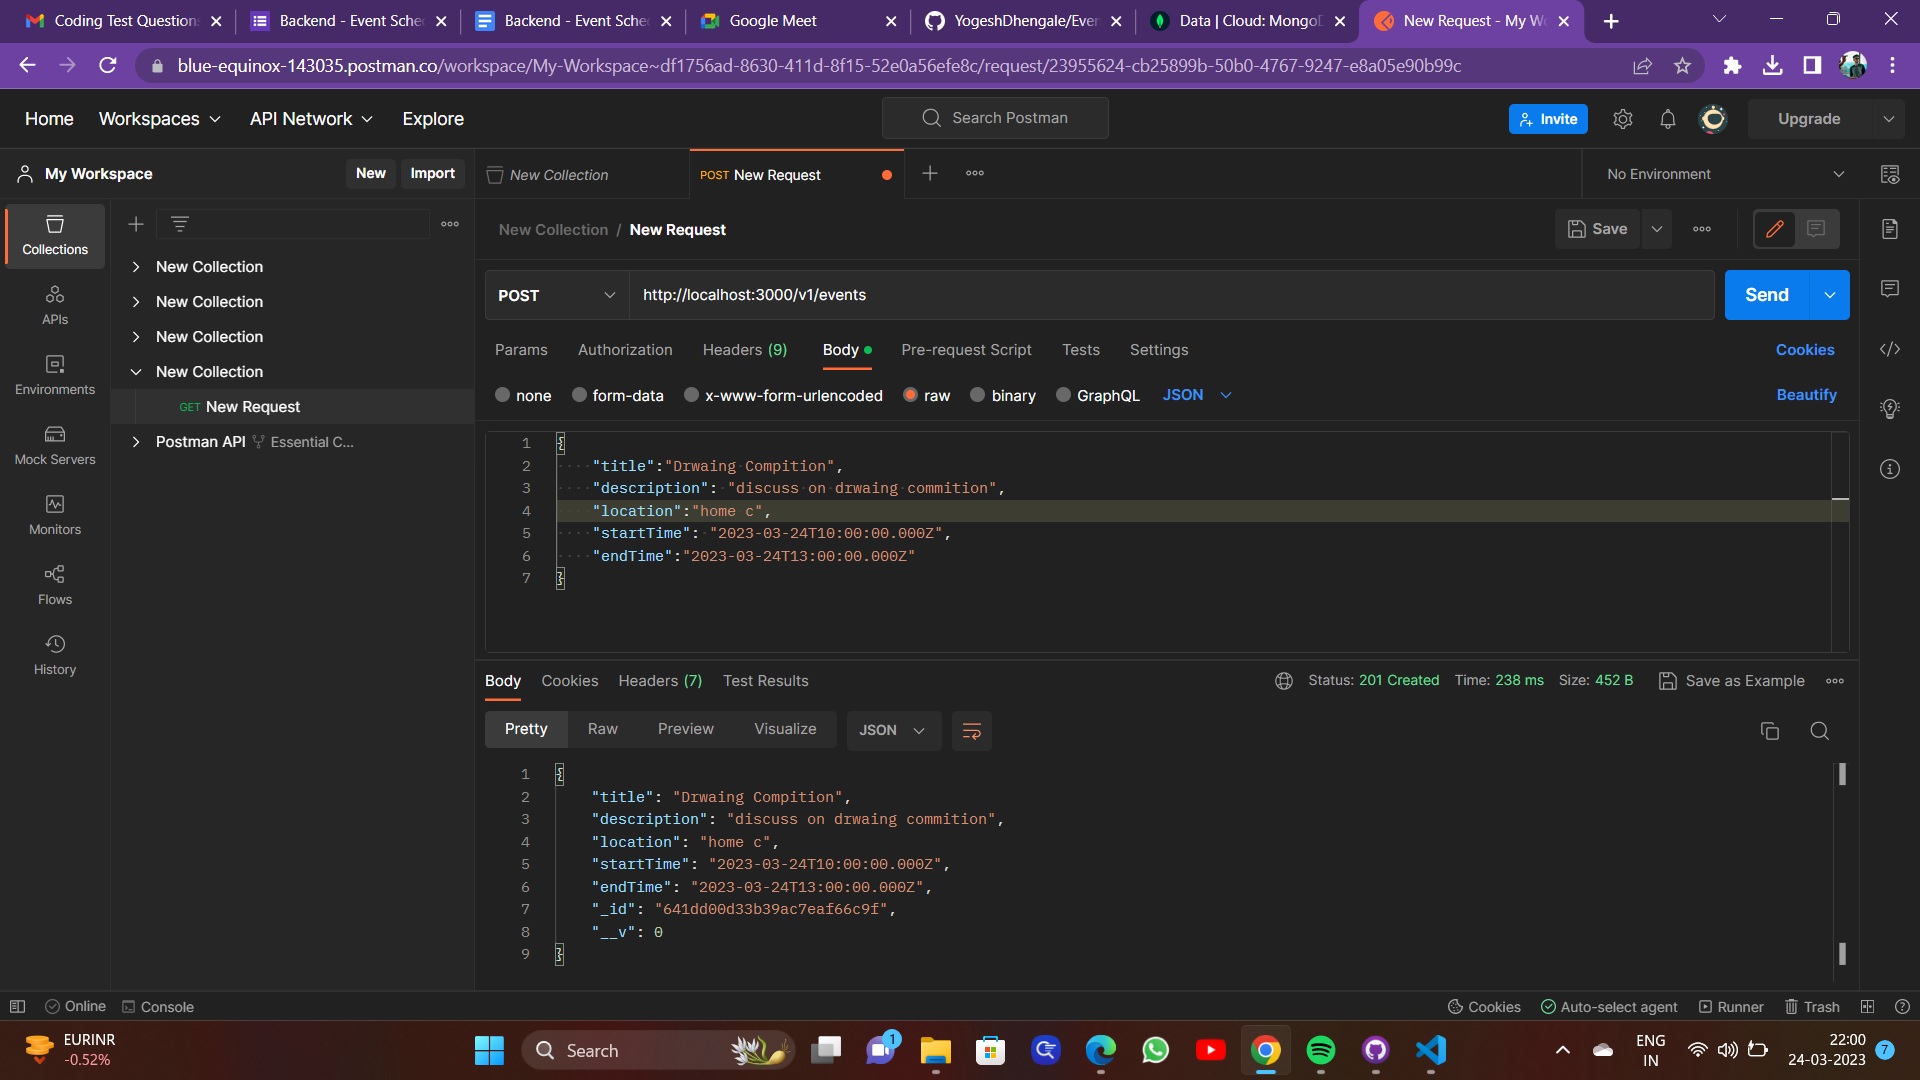 Coding Test Question
Backend - Event Sche
Backend - Event Sche
Google Meet
YogeshDhengale/Even
Data | Cloud: MongoD
New Request - My Wo
blue-equinox-143035.postman.co/workspace/My-Workspace~df1756ad-8630-411d-8f15-52e0a56efe8c/request/23955624-cb25899b-50b0-4767-9247-e8a05e90b99c
Home Workspaces API Network Explore
Search Postman
Invite
Upgrade
My Workspace
New
Import
New Collection
POST New Request
No Environment
Collections
APIs
Environments
Mock Servers
Monitors
Flows
History
New Collection
New Collection
New Collection
New Collection
GET New Request
Postman API Essential C...
New Collection / New Request
Save
POST
http://localhost:3000/v1/events
Send
Params Authorization Headers (9) Body Pre-request Script Tests Settings
Cookies
none form-data x-www-form-urlencoded raw binary GraphQL JSON
Beautify
1 {
2 "title":"Drwaing Compition",
3 "description": "discuss on drwaing commition",
4 "location":"home c",
5 "startTime": "2023-03-24T10:00:00.000Z",
6 "endTime":"2023-03-24T13:00:00.000Z"
7 }
Body Cookies Headers (7) Test Results
Status: 201 Created Time: 238 ms Size: 452 B
Save as Example
Pretty Raw Preview Visualize JSON
1 {
2 "title": "Drwaing Compition",
3 "description": "discuss on drwaing commition",
4 "location": "home c",
5 "startTime": "2023-03-24T10:00:00.000Z",
6 "endTime": "2023-03-24T13:00:00.000Z",
7 "_id": "641dd00d33b39ac7eaf66c9f",
8 "__v": 0
9 }
Online Console
Cookies Auto-select agent Runner Trash
EURINR
-0.52%
Search
1
ENG
IN
22:00
24-03-2023
7